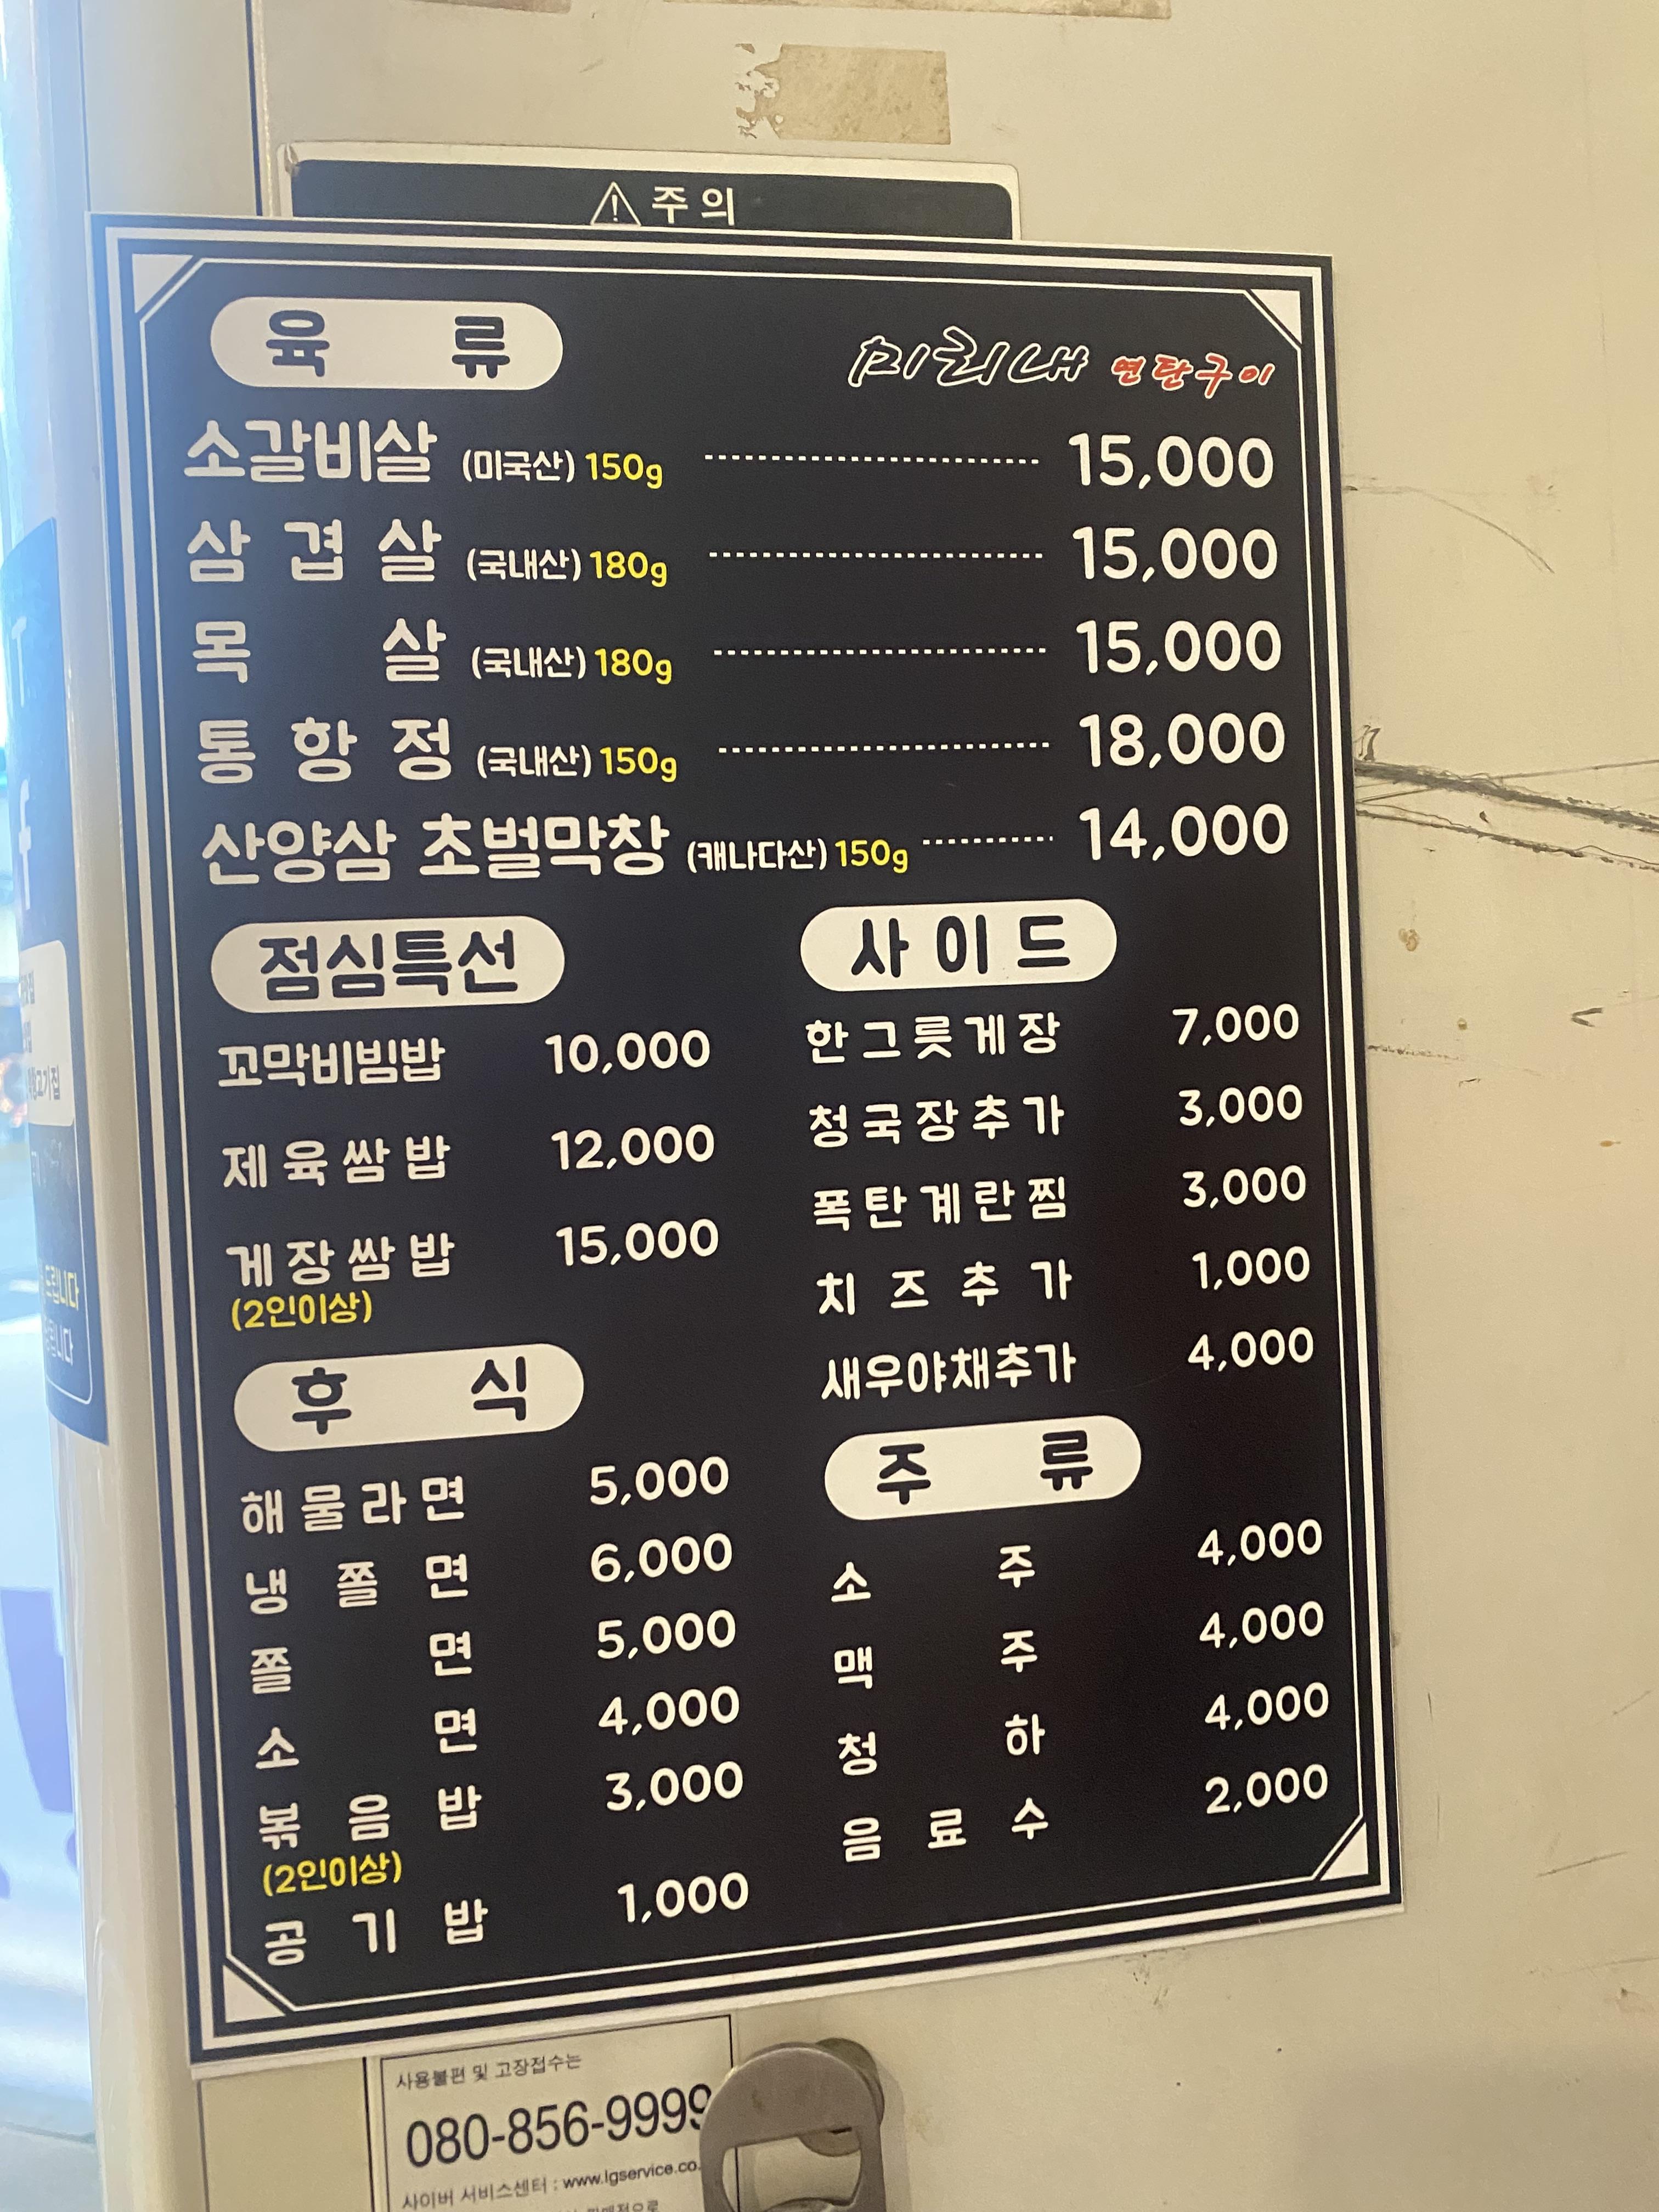 주의
육류
미리내 연탄구이
소갈비살 (미국산) 150g 15,000
삼겹살 (국내산) 180g 15,000
목살 (국내산) 180g 15,000
통항정 (국내산) 150g 18,000
산양삼 초벌막창 (캐나다산) 150g 14,000
점심특선
꼬막비빔밥 10,000
제육쌈밥 12,000
게장쌈밥 15,000
(2인이상)
후식
해물라면 5,000
냉쫄면 6,000
쫄면 5,000
소면 4,000
볶음밥 3,000
(2인이상)
공기밥 1,000
사이드
한그릇게장 7,000
청국장추가 3,000
폭탄계란찜 3,000
치즈추가 1,000
새우야채추가 4,000
주류
소주 4,000
맥주 4,000
청하 4,000
음료수 2,000
사용불편 및 고장접수는
080-856-9999
사이버 서비스센터 : www.lgservice.co.